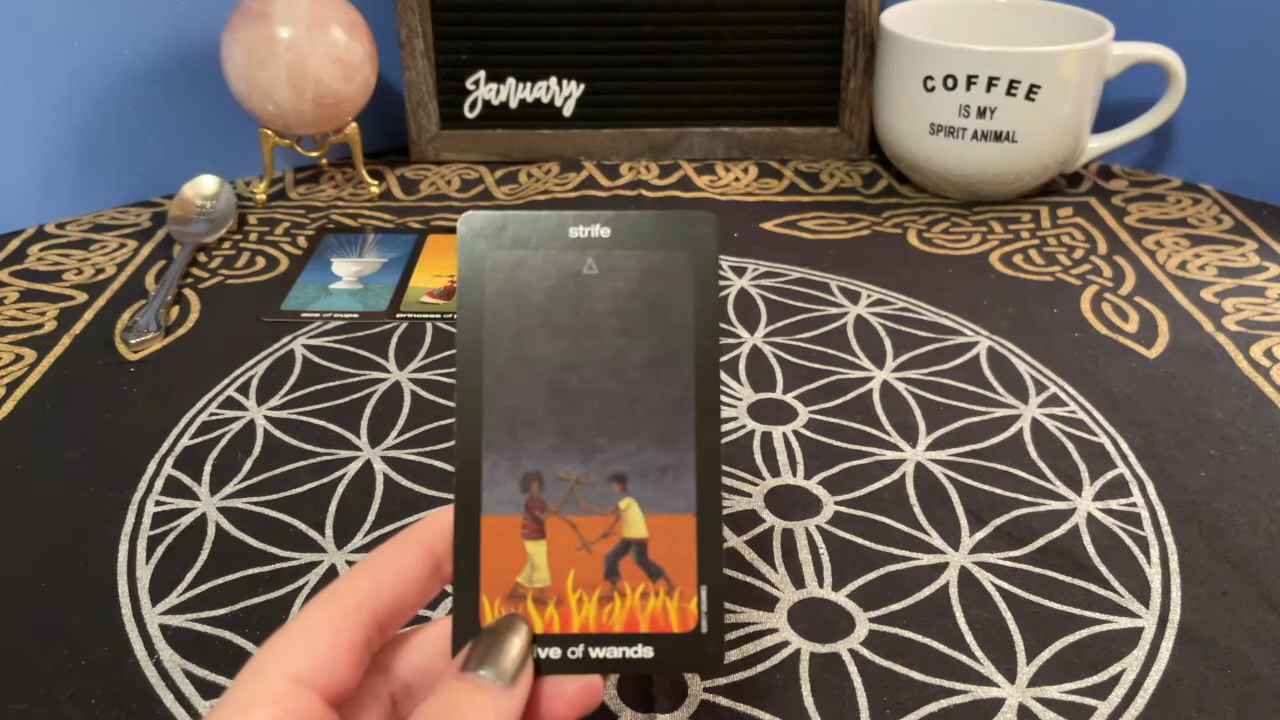 January
COFFEE
IS MY
SPIRIT ANIMAL
strife
ace of cups
princess of
ive of wands